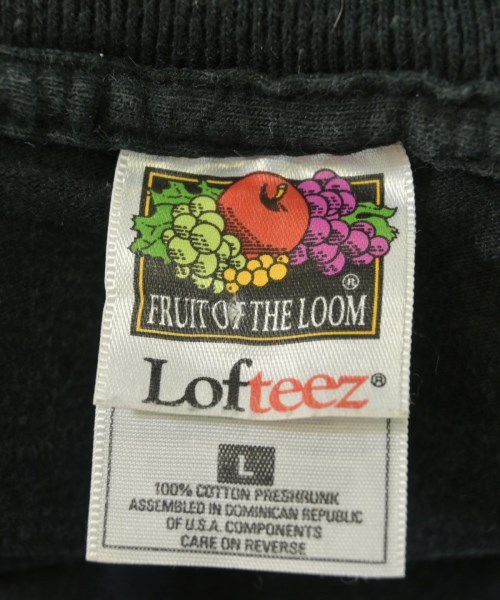 FRUIT OF THE LOOM ®
Lofteez®
L
100% COTTON PRESHRUNK
ASSEMBLED IN DOMINICAN REPUBLIC
OF U.S.A. COMPONENTS
CARE ON REVERSE